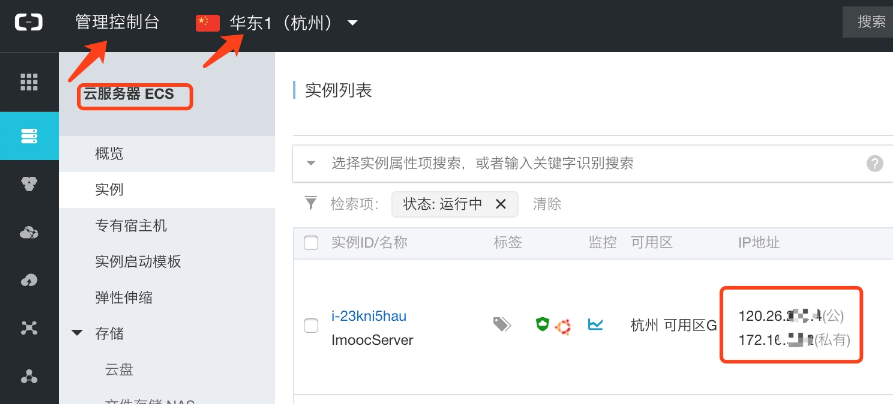 管理控制台
华东1（杭州）
搜索
云服务器 ECS
实例列表
概览
选择实例属性项搜索，或者输入关键字识别搜索
实例
检索项:
状态: 运行中
清除
专有宿主机
实例ID/名称
标签
监控
可用区
IP地址
实例启动模板
弹性伸缩
i-23kni5hau
杭州 可用区G
120.26.
(公)
存储
ImoocServer
(私有)
云盘
文件存储 NAS